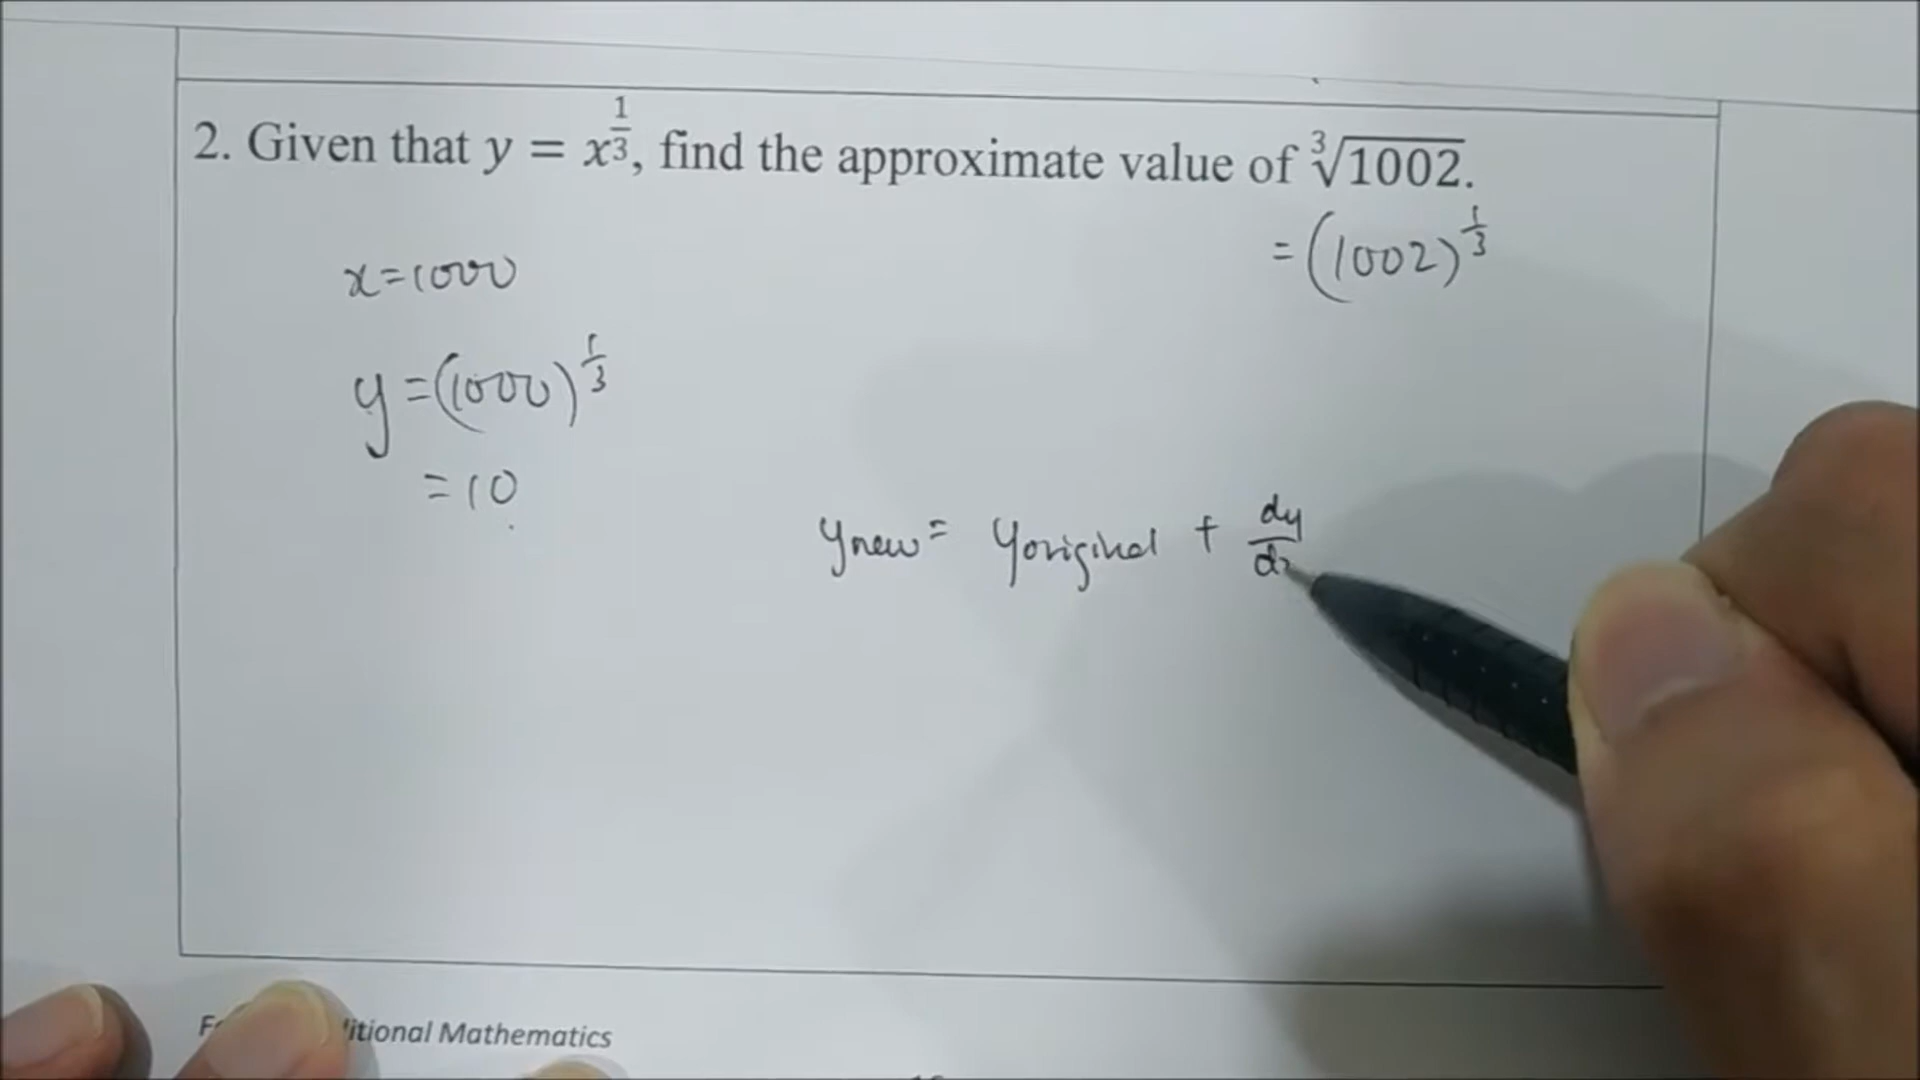 2. Given that y = x^{1/3}, find the approximate value of ∛1002.
= (1002)^{1/3}
x = 1000
y = (1000)^{1/3}
= 10
ynew = yoriginal + dy/dx
itional Mathematics